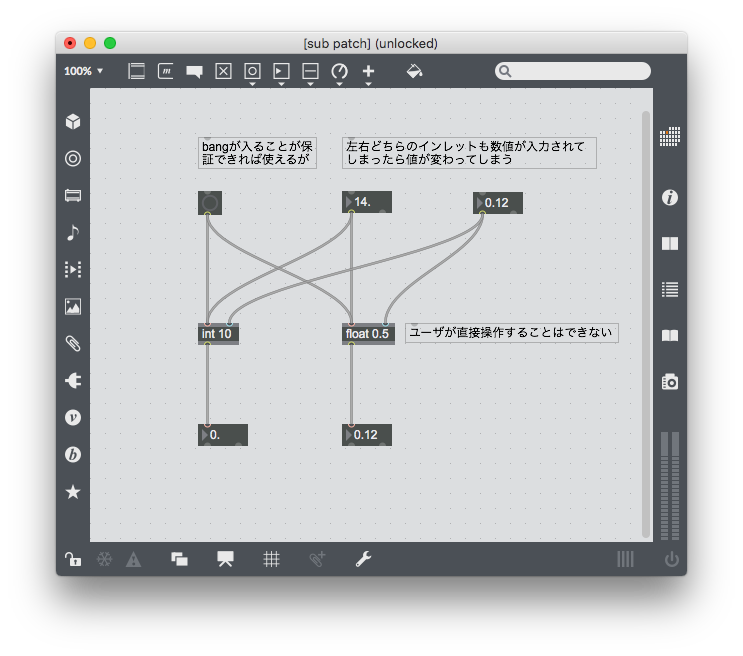 [sub patch] (unlocked)
100%
bangが入ることが保
証できれば使えるが
左右どちらのインレットも数値が入力されて
しまったら値が変わってしまう
14.
0.12
int 10
float 0.5
ユーザが直接操作することはできない
0.
0.12